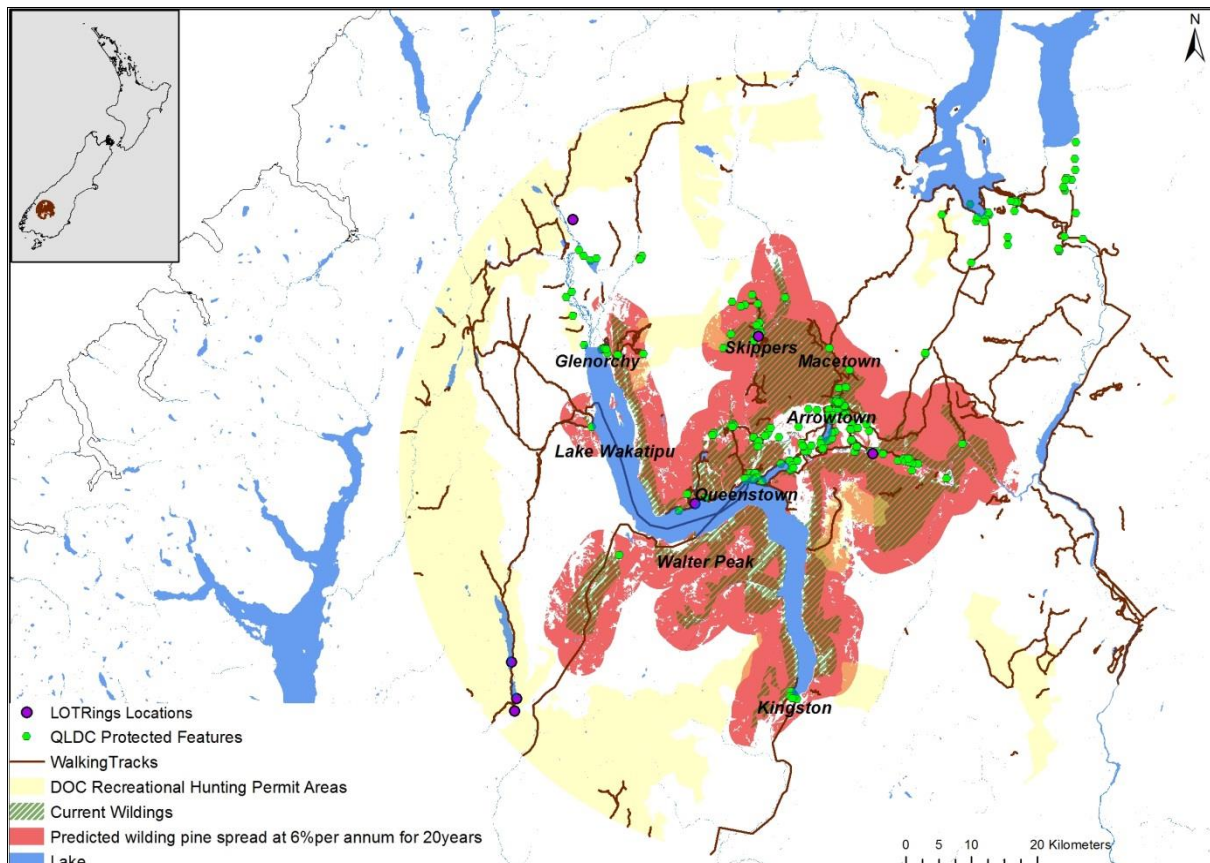 N
Glenorchy
Skippers
Macetown
Arrowtown
Lake Wakatipu
Queenstown
Walter Peak
Kingston
LOTRings Locations
QLDC Protected Features
WalkingTracks
DOC Recreational Hunting Permit Areas
Current Wildings
Predicted wilding pine spread at 6%per annum for 20years
Lake
0 5 10 20 Kilometers